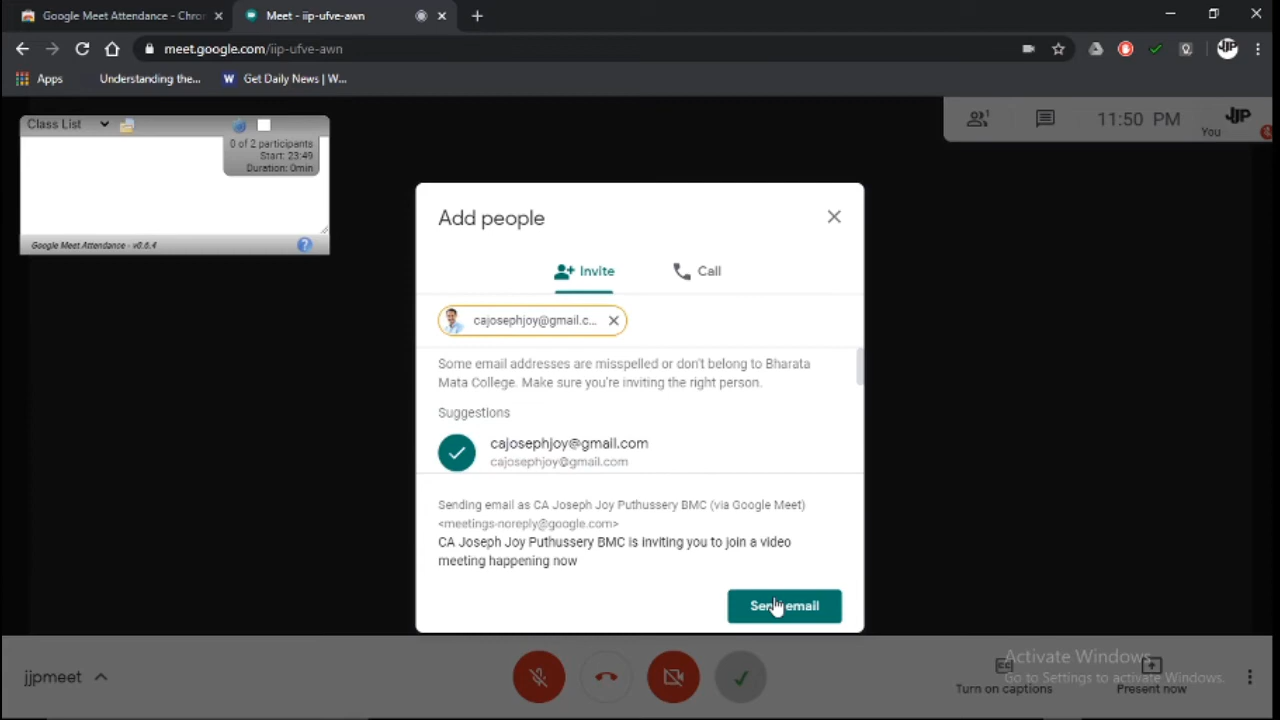 Google Meet Attendance - Chror
Meet - iip-ufve-awn
meet.google.com/iip-ufve-awn
Apps
Understanding the...
W Get Daily News | W...
Class List
0 of 2 participants
Start: 23:49
Duration: 0min
Google Meet Attendance - v0.6.4
1
11:50 PM
JJP
You
Add people
Invite
Call
cajosephjoy@gmail.c...
Some email addresses are misspelled or don't belong to Bharata
Mata College. Make sure you're inviting the right person.
Suggestions
cajosephjoy@gmail.com
cajosephjoy@gmail.com
Sending email as CA Joseph Joy Puthussery BMC (via Google Meet)
<meetings-noreply@google.com>
CA Joseph Joy Puthussery BMC is inviting you to join a video
meeting happening now
Send email
jjpmeet
CC
Turn on captions
Present now
Activate Windows
Go to Settings to activate Windows.